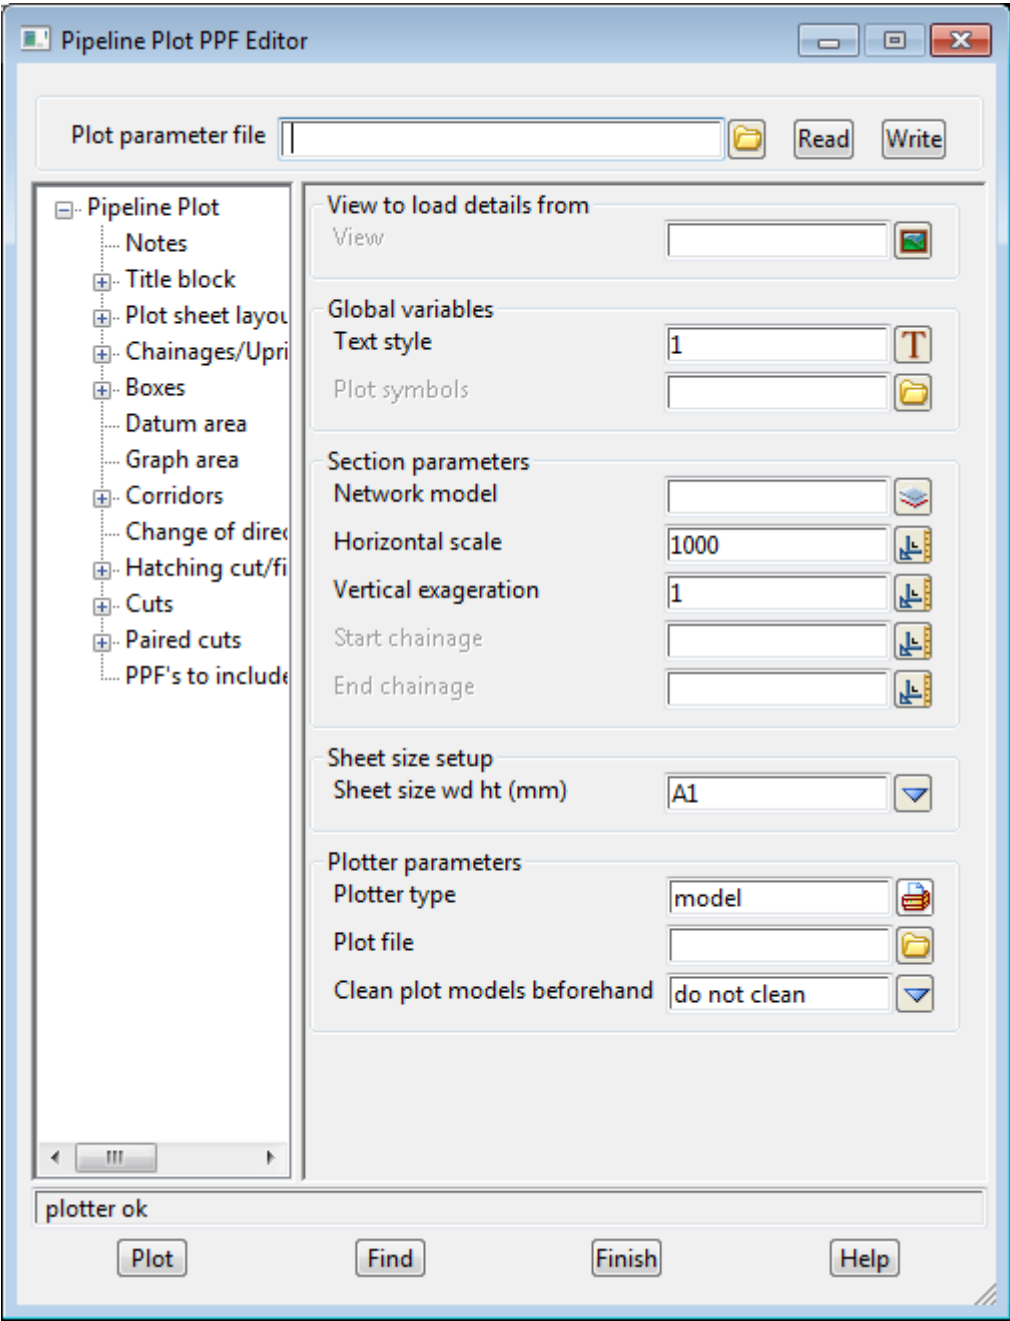 Pipeline Plot PPF Editor
Plot parameter file Read Write
Pipeline Plot
Notes
Title block
Plot sheet layou
Chainages/Upri
Boxes
Datum area
Graph area
Corridors
Change of direc
Hatching cut/fi
Cuts
Paired cuts
PPF's to include
View to load details from
View
Global variables
Text style 1
Plot symbols
Section parameters
Network model
Horizontal scale 1000
Vertical exageration 1
Start chainage
End chainage
Sheet size setup
Sheet size wd ht (mm) A1
Plotter parameters
Plotter type model
Plot file
Clean plot models beforehand do not clean
plotter ok
Plot Find Finish Help